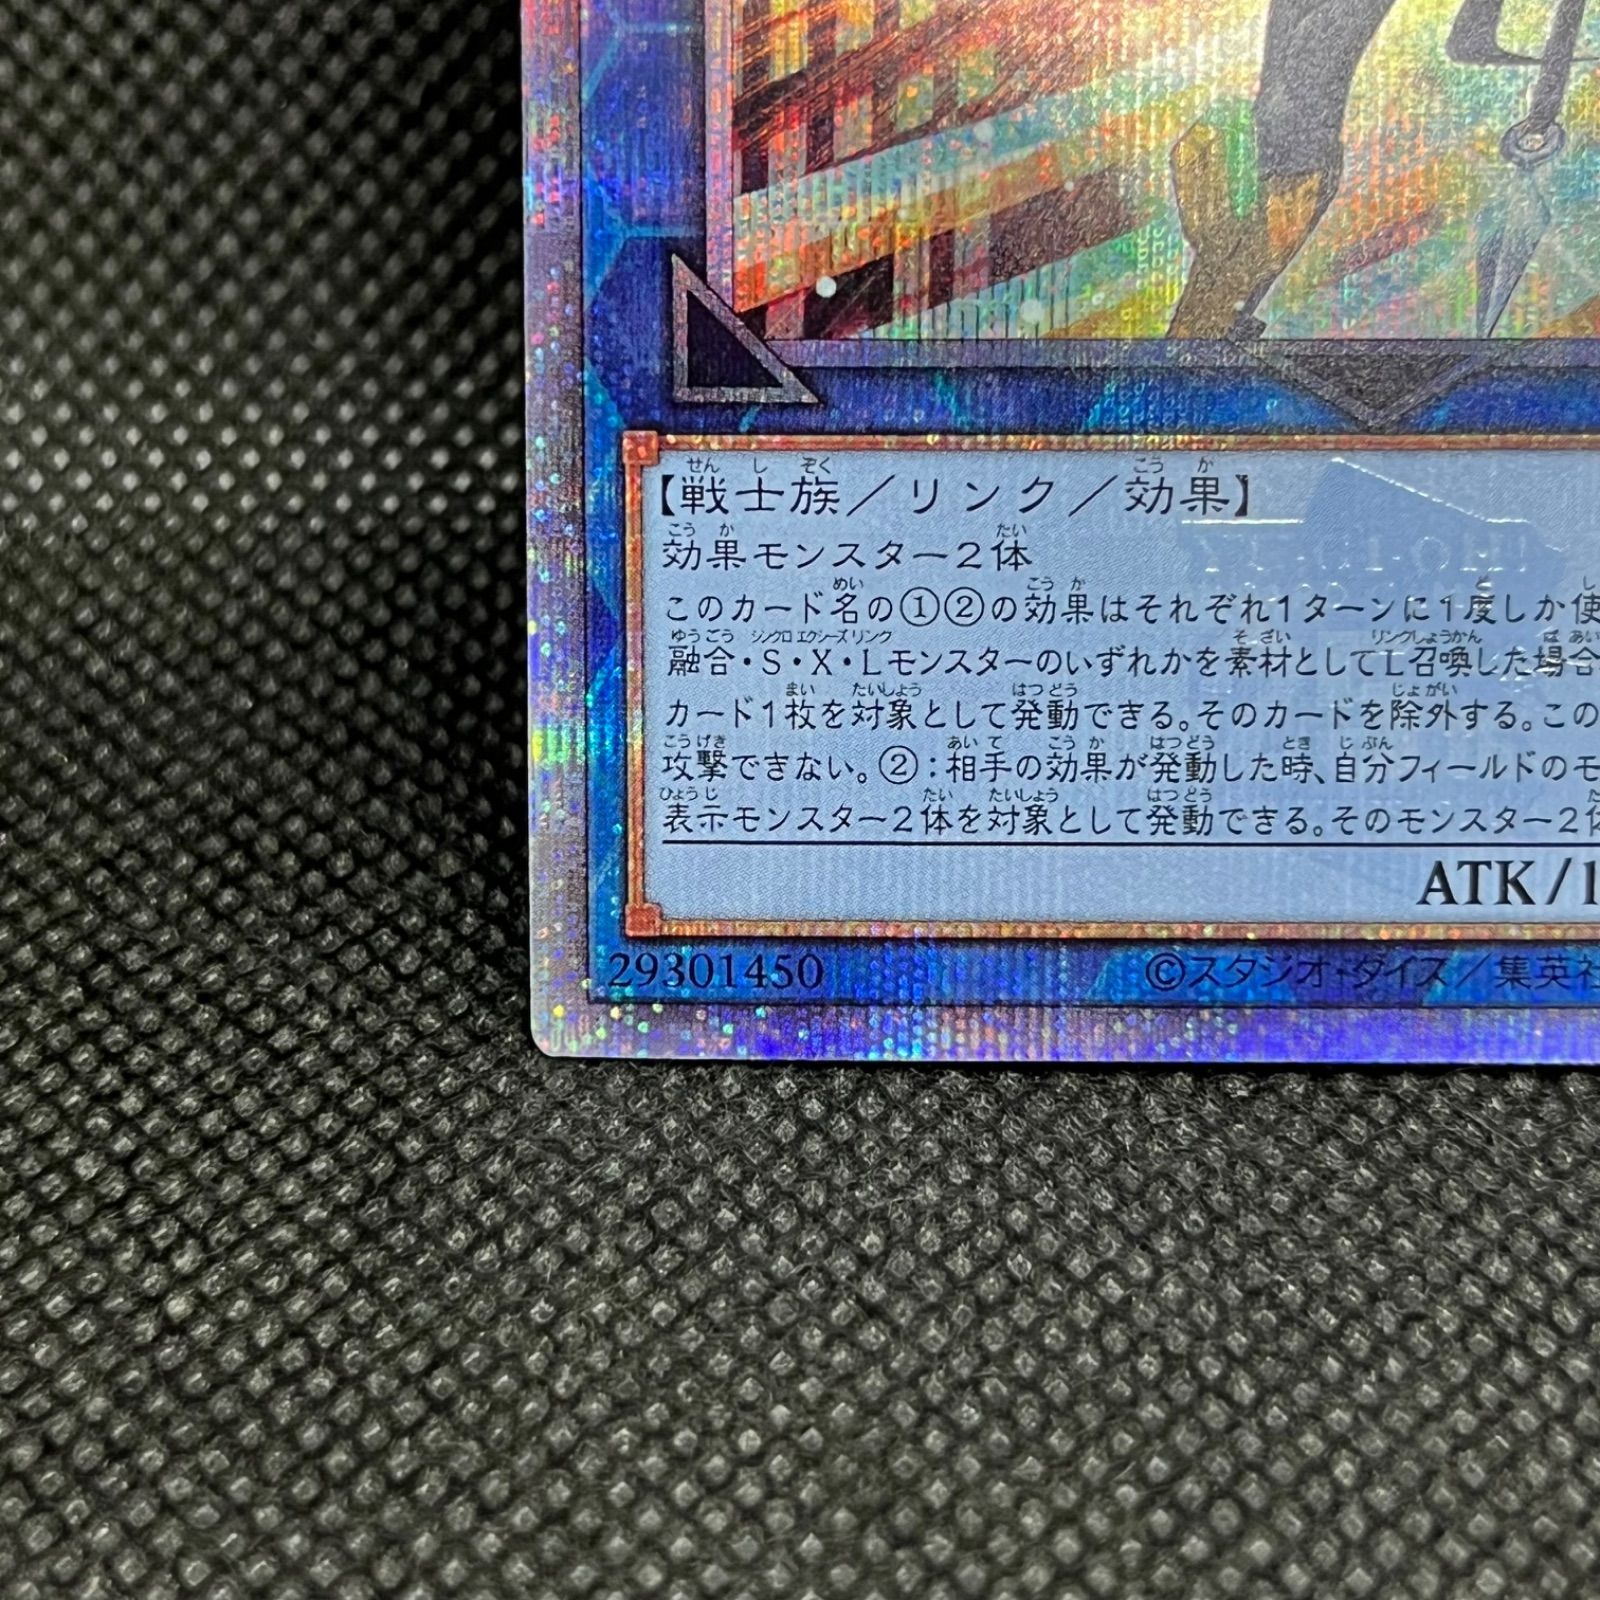 【戦士族／リンク／効果】
効果モンスター2体
このカード名の①②の効果はそれぞれ1ターンに1度しか使
融合・S・X・Lモンスターのいずれかを素材としてL召喚した場合
カード1枚を対象として発動できる。そのカードを除外する。この
攻撃できない。②：相手の効果が発動した時、自分フィールドのモ
表示モンスター2体を対象として発動できる。そのモンスター2体
ATK/1
29301450 ©スタジオ・ダイス／集英社